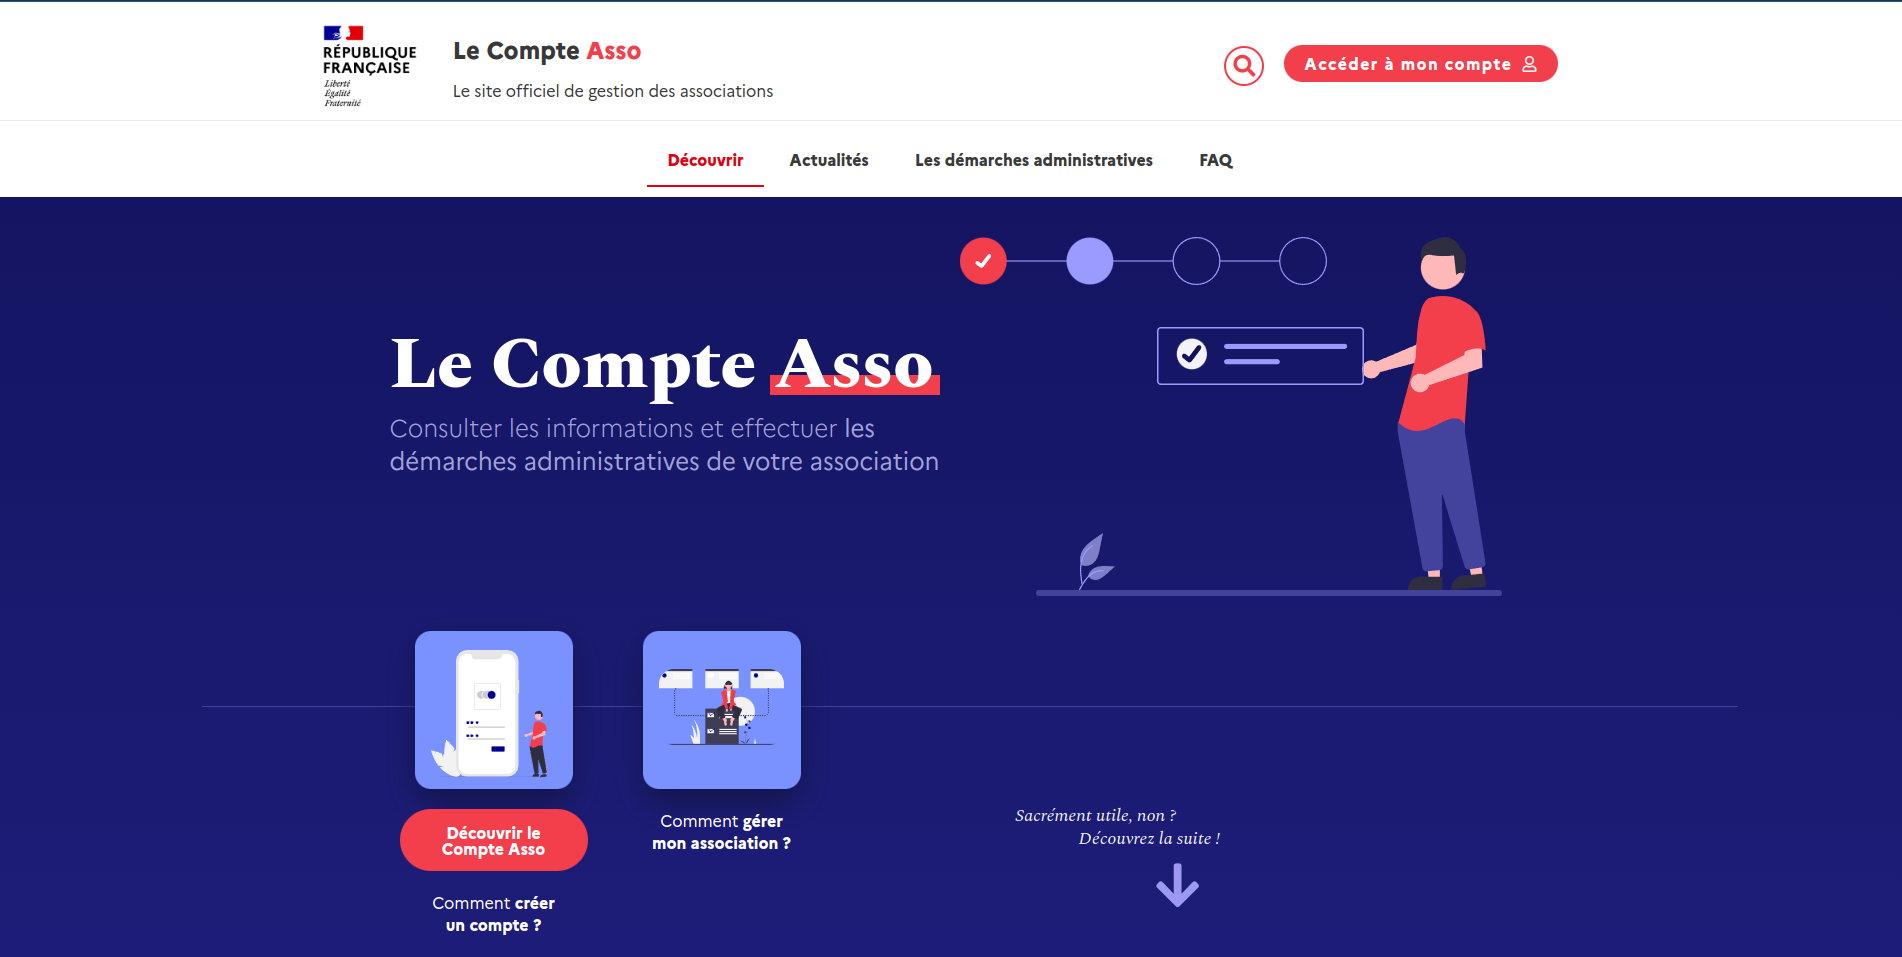 RÉPUBLIQUE
FRANÇAISE
Liberté
Égalité
Fraternité
Le Compte Asso
Le site officiel de gestion des associations
Accéder à mon compte
Découvrir
Actualités
Les démarches administratives
FAQ
Le Compte Asso
Consulter les informations et effectuer les
démarches administratives de votre association
Découvrir le
Compte Asso
Comment créer
un compte ?
Comment gérer
mon association ?
Sacrément utile, non ?
Découvrez la suite !